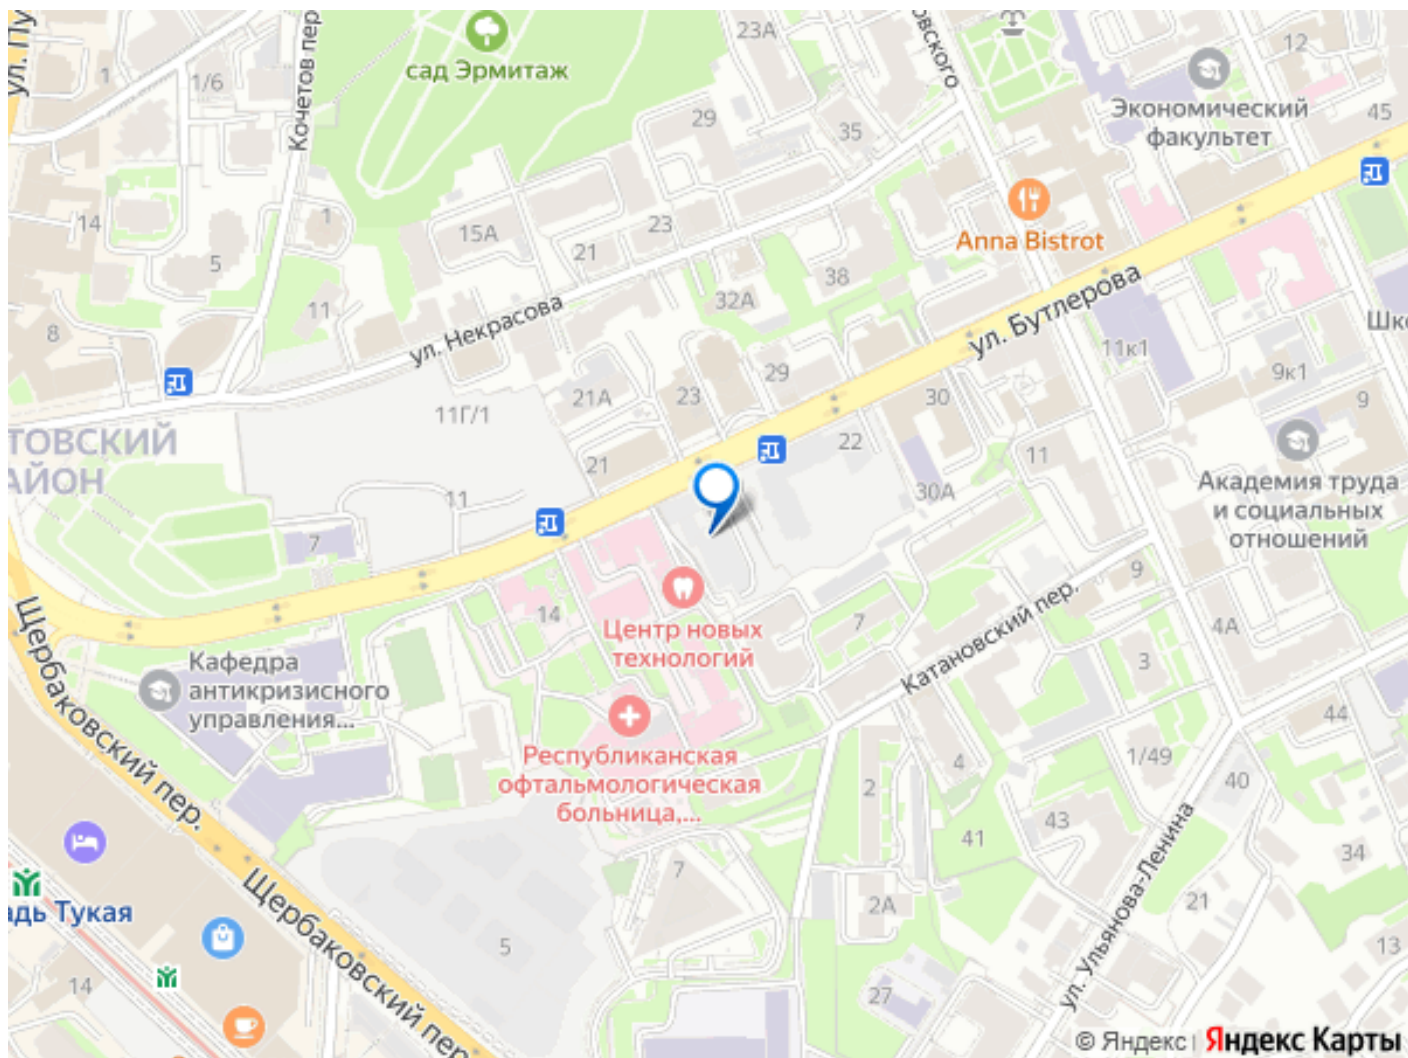 ул. Пу
Кочетов пер
сад Эрмитаж
23А
овского
12
Экономический
факультет
45
1
1/6
29
35
14
1
15А
23
21
5
Anna Bistrot
38
32А
ул. Бутлерова
11
ул. Некрасова
8
Шко
11к1
29
9к1
21А
23
30
9
11Г/1
22
ТОВСКИЙ
АЙОН
21
11
11
30А
Академия труда
и социальных
отношений
7
9
Катановский пер.
14
Центр новых
технологий
7
4А
Щербаковский пер.
Кафедра
антикризисного
управления...
3
44
Республиканская
офтальмологическая
больница,...
1/49
4
40
2
43
41
ул. Ульянова-Ленина
34
7
Щербаковский пер.
адь Тукая
2А
21
5
13
14
27
© Яндекс Яндекс Карты